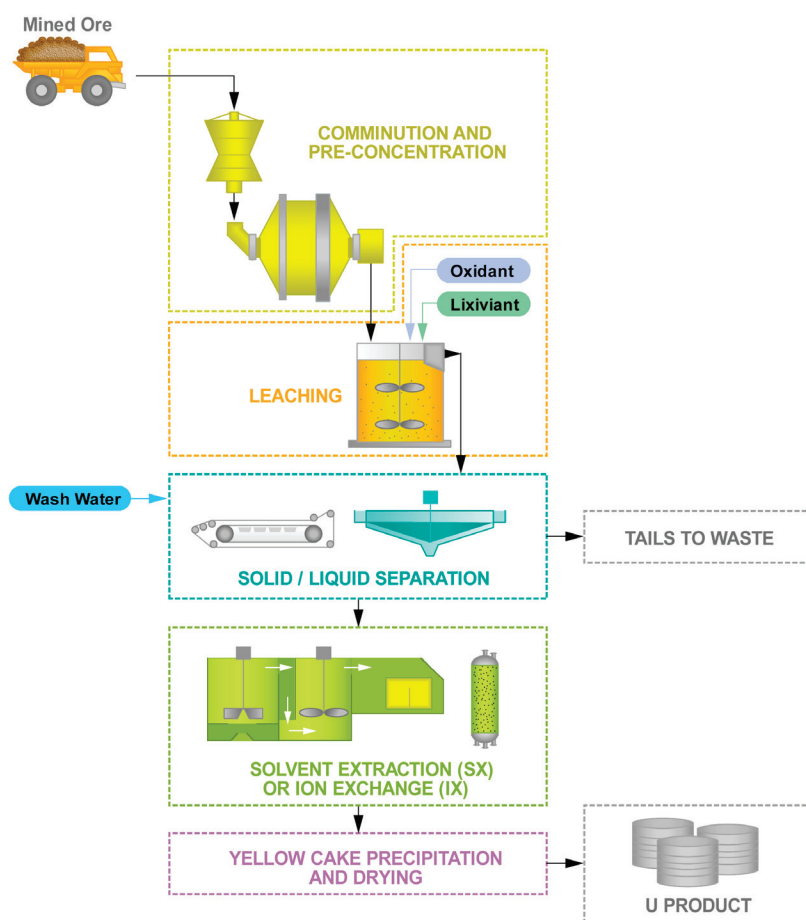 Mined Ore
COMMINUTION AND
PRE-CONCENTRATION
Oxidant
Lixiviant
LEACHING
Wash Water
SOLID / LIQUID SEPARATION
TAILS TO WASTE
SOLVENT EXTRACTION (SX)
OR ION EXCHANGE (IX)
YELLOW CAKE PRECIPITATION
AND DRYING
U PRODUCT